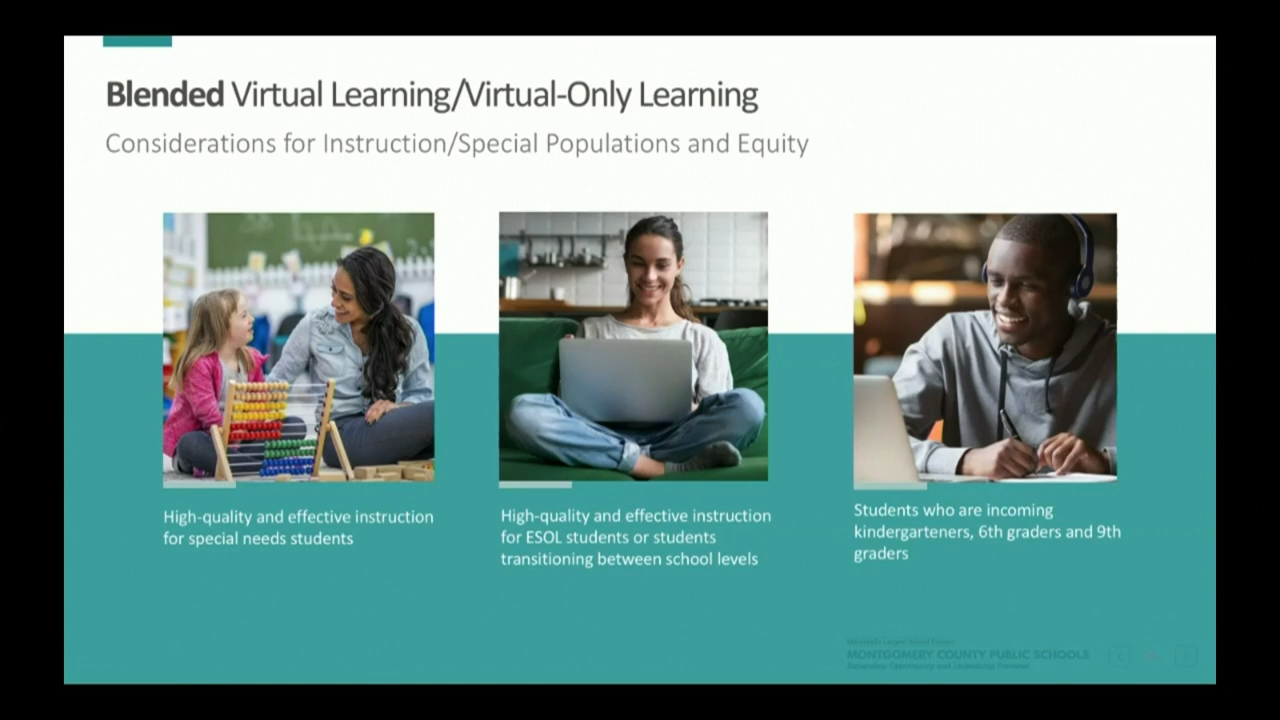 Blended Virtual Learning/Virtual-Only Learning
Considerations for Instruction/Special Populations and Equity
High-quality and effective instruction
for special needs students
High-quality and effective instruction
for ESOL students or students
transitioning between school levels
Students who are incoming
kindergarteners, 6th graders and 9th
graders
MONTGOMERY COUNTY PUBLIC SCHOOLS